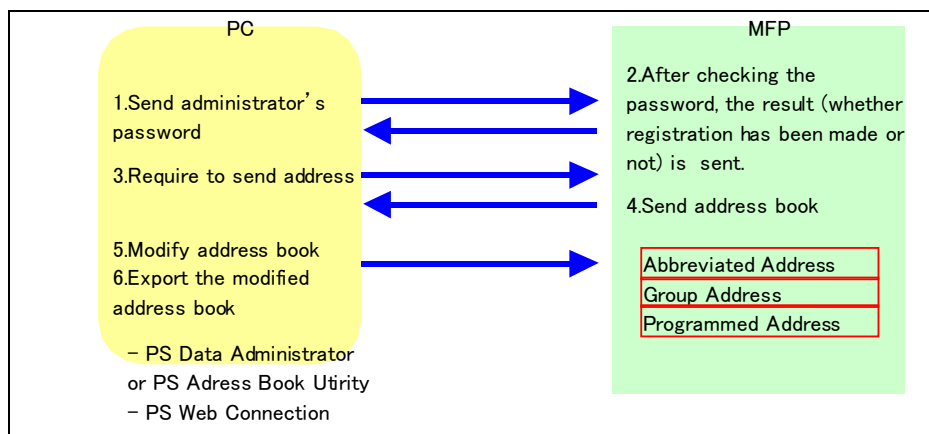 PC
1.Send administrator's
password
3.Require to send address
5.Modify address book
6.Export the modified
address book
- PS Data Administrator
or PS Adress Book Utirity
- PS Web Connection
MFP
2.After checking the
password, the result (whether
registration has been made or
not) is sent.
4.Send address book
Abbreviated Address
Group Address
Programmed Address